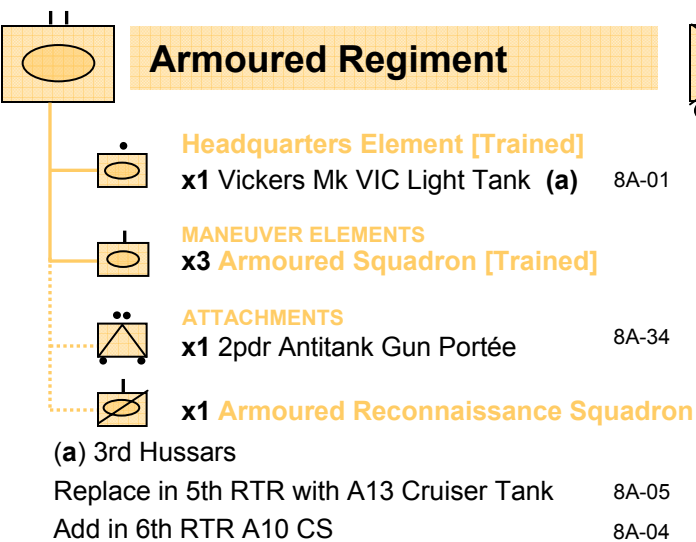 Armoured Regiment
Headquarters Element [Trained]
x1 Vickers Mk VIC Light Tank (a) 8A-01
MANEUVER ELEMENTS
x3 Armoured Squadron [Trained]
ATTACHMENTS
x1 2pdr Antitank Gun Portée 8A-34
x1 Armoured Reconnaissance Squadron
(a) 3rd Hussars
Replace in 5th RTR with A13 Cruiser Tank 8A-05
Add in 6th RTR A10 CS 8A-04